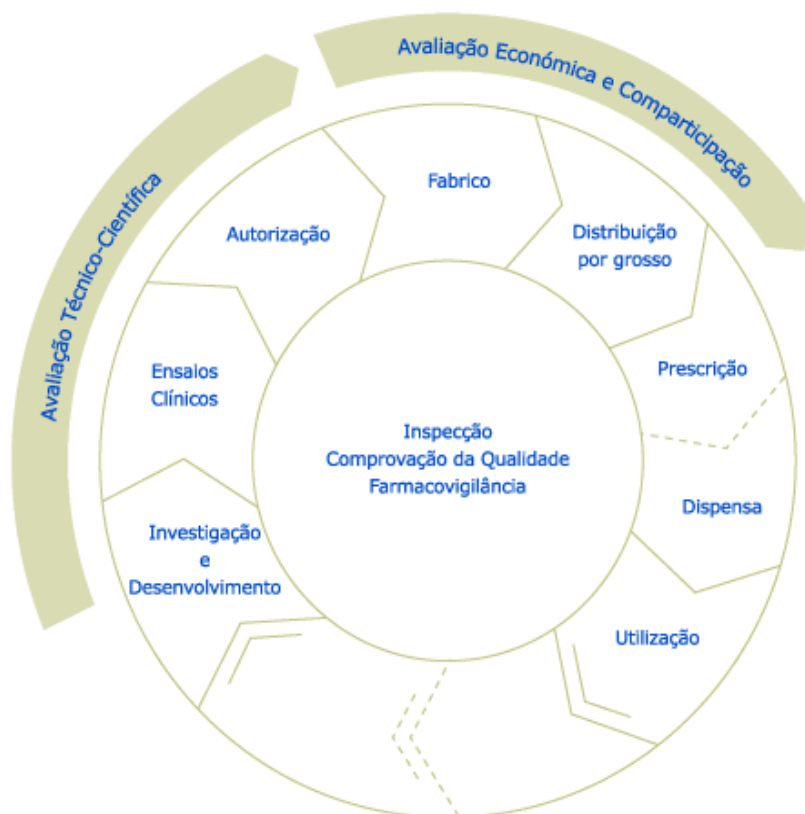 Avaliação Económica e Comparticipação
Avaliação Técnico-Científica
Fabrico
Autorização
Distribuição
por grosso
Ensaios
Clínicos
Prescrição
Inspecção
Comprovação da Qualidade
Farmacovigilância
Dispensa
Investigação
e
Desenvolvimento
Utilização